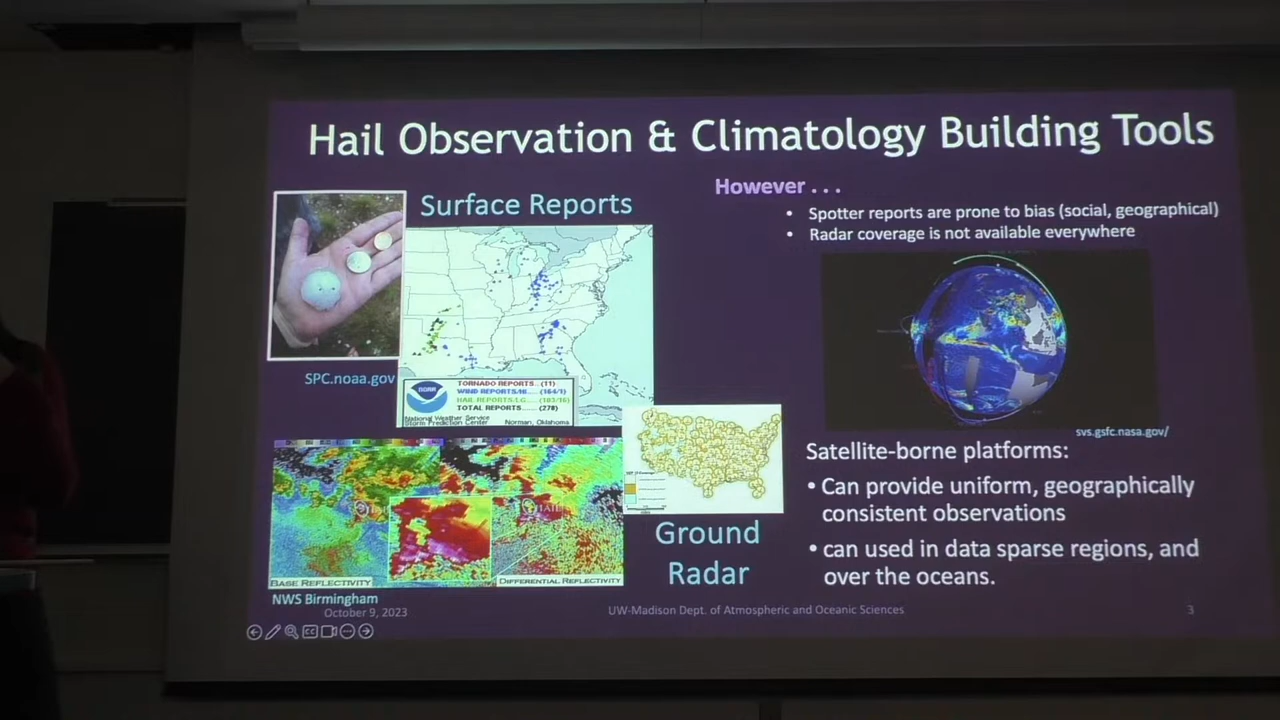 Hail Observation & Climatology Building Tools
Surface Reports
SPC.noaa.gov
TORNADO REPORTS.. (11)
WIND REPORTS/HI... (164/1)
HAIL REPORTS/LG... (103/16)
TOTAL REPORTS....... (278)
National Weather Service
Storm Prediction Center Norman, Oklahoma
However . . .
• Spotter reports are prone to bias (social, geographical)
• Radar coverage is not available everywhere
svs.gsfc.nasa.gov/
Satellite-borne platforms:
• Can provide uniform, geographically
consistent observations
• can used in data sparse regions, and
over the oceans.
HAIL
BASE REFLECTIVITY
DIFFERENTIAL REFLECTIVITY
Ground
Radar
NWS Birmingham
October 9, 2023
UW-Madison Dept. of Atmospheric and Oceanic Sciences
3
CC